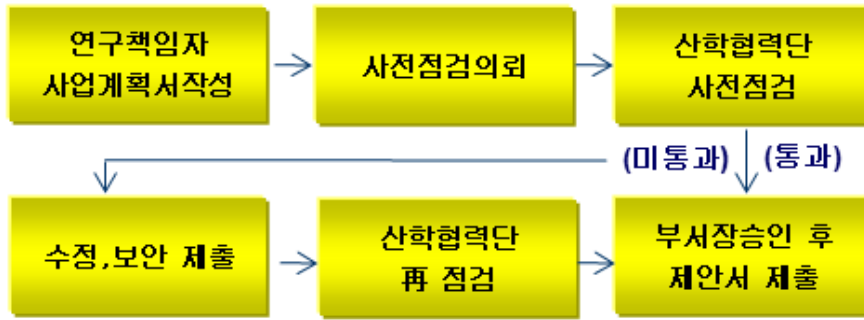 연구책임자
사업계획서작성
사전점검의뢰
산학협력단
사전점검
(미통과)
(통과)
수정,보안 제출
산학협력단
再 점검
부서장승인 후
제안서 제출